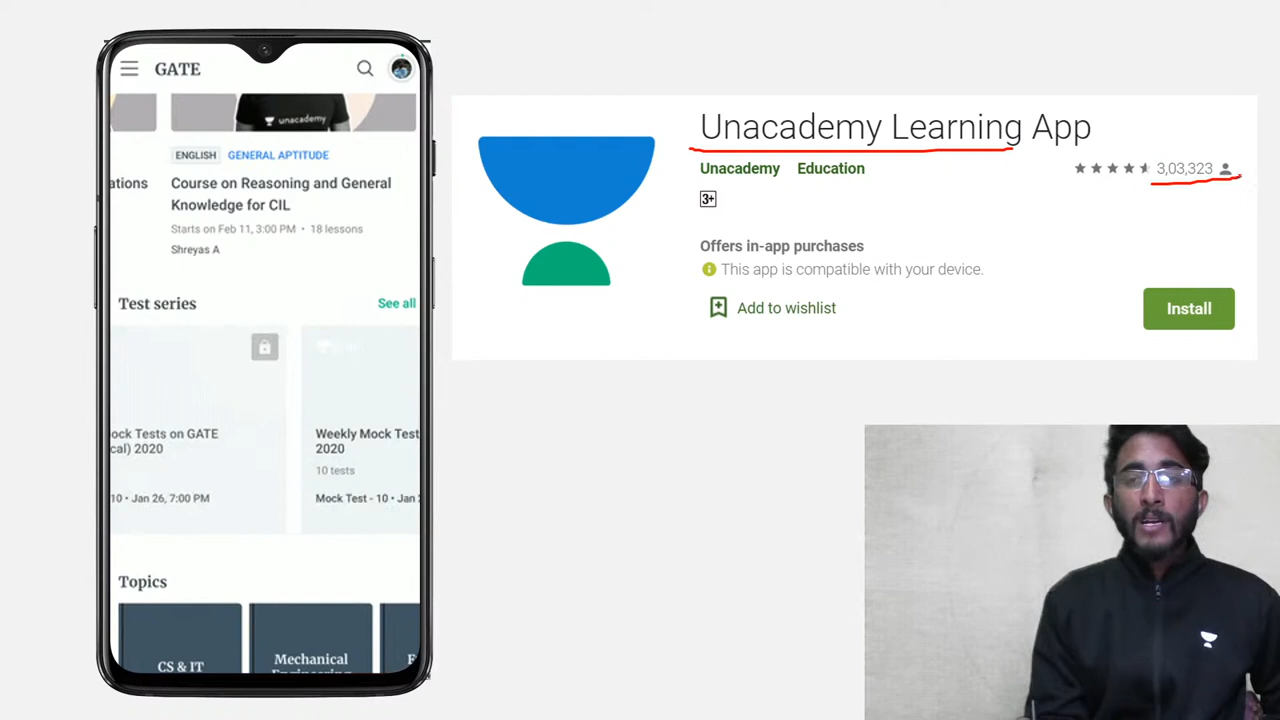 GATE
unacademy
ENGLISH GENERAL APTITUDE
ations
Course on Reasoning and General
Knowledge for CIL
Starts on Feb 11, 3:00 PM • 18 lessons
Shreyas A
Test series See all
ock Tests on GATE
cal) 2020
10 • Jan 26, 7:00 PM
Weekly Mock Test
2020
10 tests
Mock Test - 10 • Jan
Topics
CS & IT
Mechanical
Engineering
Unacademy Learning App
Unacademy Education
3,03,323
3+
Offers in-app purchases
This app is compatible with your device.
Add to wishlist
Install